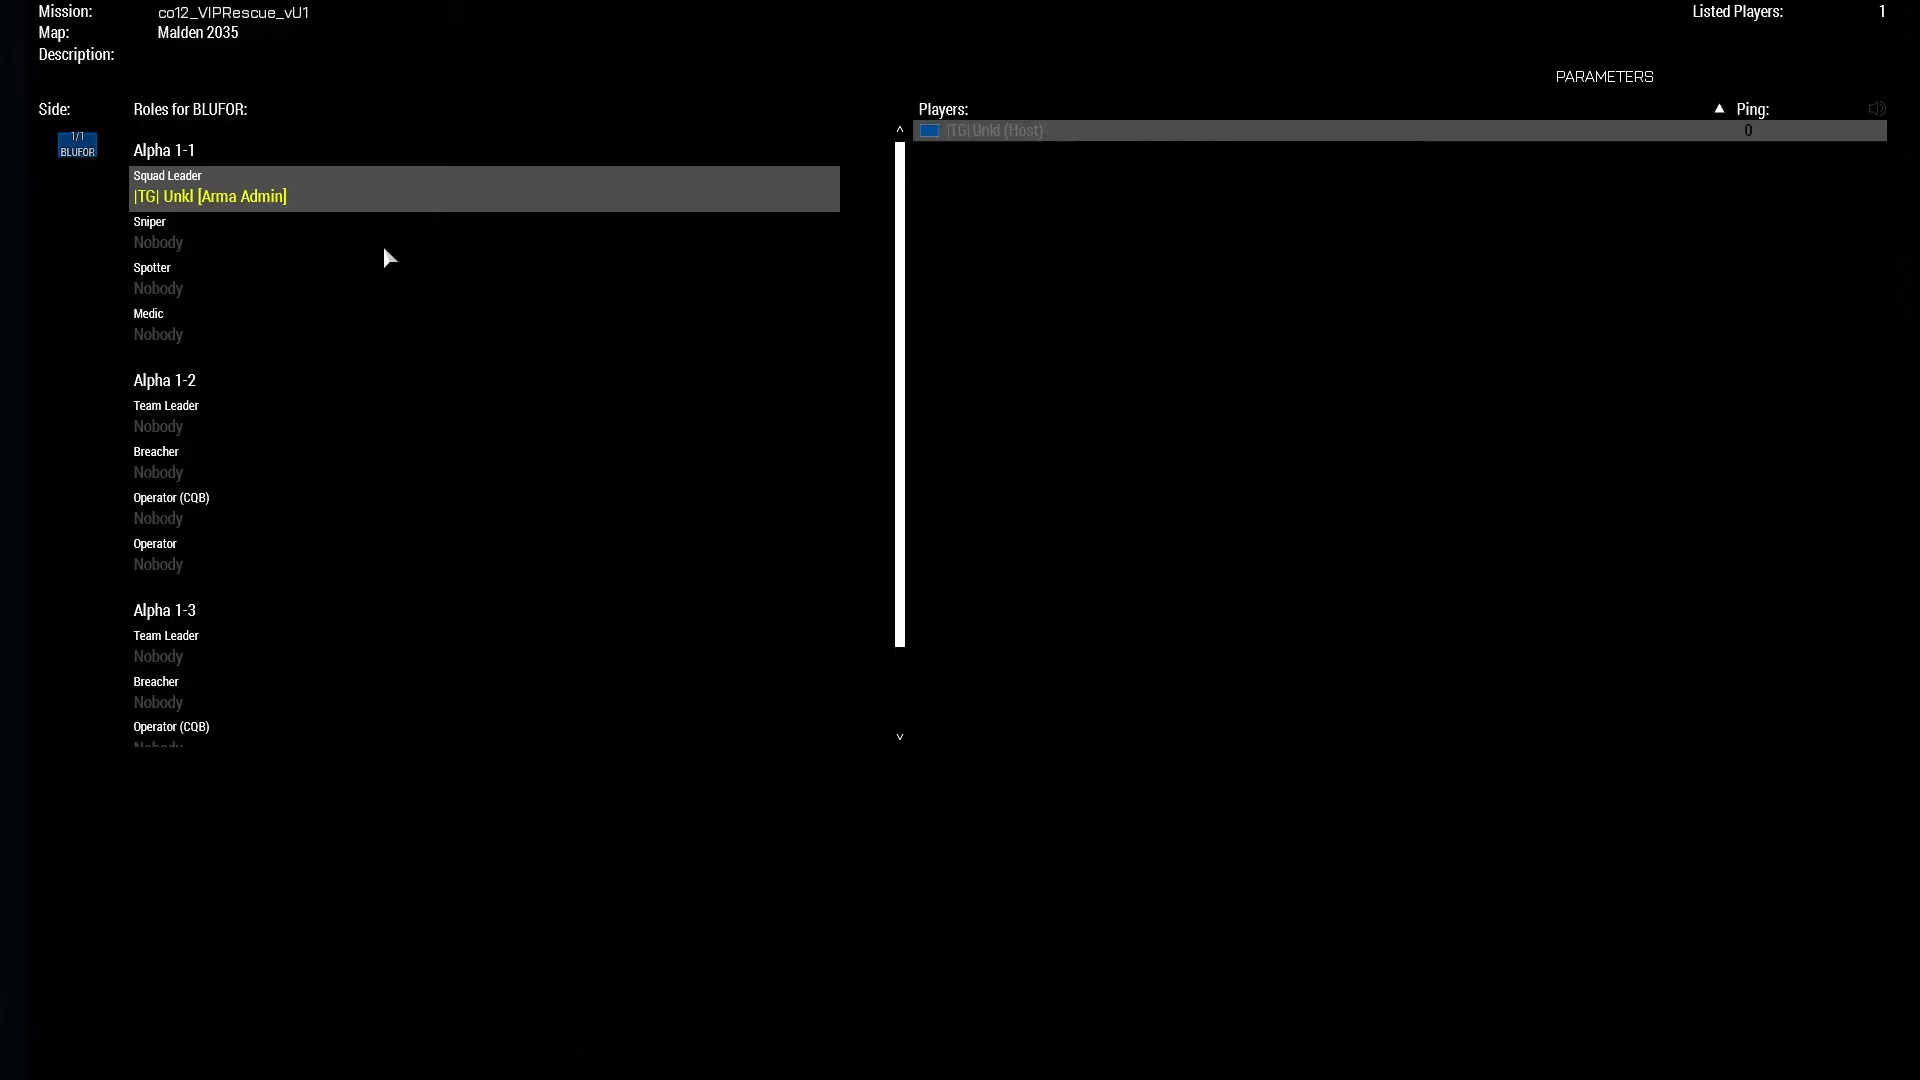 Mission: co12_VIPRescue_vU1
Listed Players: 1
Map: Malden 2035
Description:
PARAMETERS
Side:
1/1
BLUFOR
Roles for BLUFOR:
Alpha 1-1
Squad Leader
|TG| Unkl [Arma Admin]
Sniper
Nobody
Spotter
Nobody
Medic
Nobody
Alpha 1-2
Team Leader
Nobody
Breacher
Nobody
Operator (CQB)
Nobody
Operator
Nobody
Alpha 1-3
Team Leader
Nobody
Breacher
Nobody
Operator (CQB)
Nobody
Players: ▲ Ping:
|TG| Unkl (Host) 0